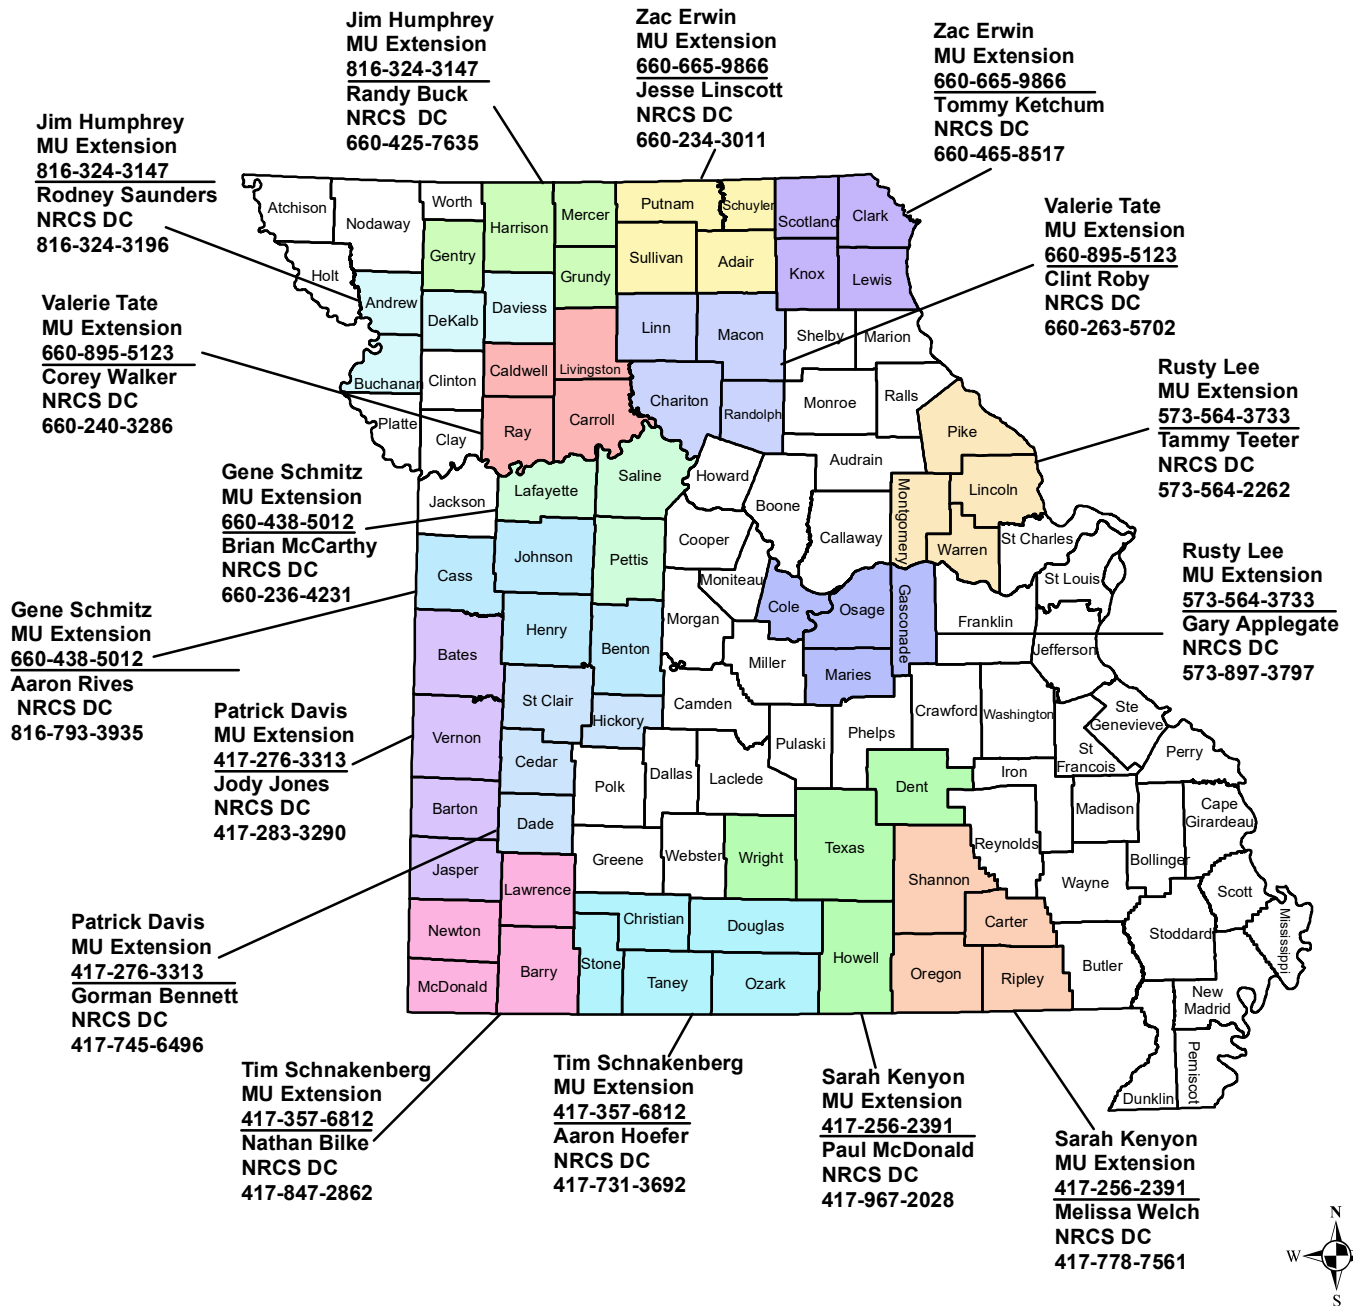 Jim Humphrey
MU Extension
816-324-3147
Randy Buck
NRCS  DC
660-425-7635
Zac Erwin
MU Extension
660-665-9866
Jesse Linscott
NRCS DC
660-234-3011
Zac Erwin
MU Extension
660-665-9866
Tommy Ketchum
NRCS DC
660-465-8517
Jim Humphrey
MU Extension
816-324-3147
Rodney Saunders
NRCS DC
816-324-3196
Valerie Tate
MU Extension
660-895-5123
Clint Roby
NRCS DC
660-263-5702
Valerie Tate
MU Extension
660-895-5123
Corey Walker
NRCS DC
660-240-3286
Rusty Lee
MU Extension
573-564-3733
Tammy Teeter
NRCS DC
573-564-2262
Gene Schmitz
MU Extension
660-438-5012
Brian McCarthy
NRCS DC
660-236-4231
Rusty Lee
MU Extension
573-564-3733
Gary Applegate
NRCS DC
573-897-3797
Gene Schmitz
MU Extension
660-438-5012
Aaron Rives
NRCS DC
816-793-3935
Patrick Davis
MU Extension
417-276-3313
Jody Jones
NRCS DC
417-283-3290
Patrick Davis
MU Extension
417-276-3313
Gorman Bennett
NRCS DC
417-745-6496
Tim Schnakenberg
MU Extension
417-357-6812
Nathan Bilke
NRCS DC
417-847-2862
Tim Schnakenberg
MU Extension
417-357-6812
Aaron Hoefer
NRCS DC
417-731-3692
Sarah Kenyon
MU Extension
417-256-2391
Paul McDonald
NRCS DC
417-967-2028
Sarah Kenyon
MU Extension
417-256-2391
Melissa Welch
NRCS DC
417-778-7561
Atchison
Nodaway
Worth
Harrison
Mercer
Putnam
Schuyler
Scotland
Clark
Gentry
Holt
Grundy
Sullivan
Adair
Knox
Lewis
Andrew
DeKalb
Daviess
Linn
Macon
Shelby
Marion
Buchanan
Clinton
Caldwell
Livingston
Chariton
Randolph
Monroe
Ralls
Platte
Clay
Ray
Carroll
Pike
Howard
Audrain
Boone
Saline
Lafayette
Jackson
Montgomery
Lincoln
Cooper
Callaway
Warren
St Charles
Johnson
Pettis
Cass
Moniteau
Cole
Osage
Gasconade
Franklin
St Louis
Henry
Benton
Morgan
Miller
Maries
Jefferson
Bates
St Clair
Hickory
Camden
Pulaski
Phelps
Crawford
Washington
Ste
Genevieve
St
Francois
Perry
Vernon
Cedar
Polk
Dallas
Laclede
Dent
Iron
Madison
Cape
Girardeau
Barton
Dade
Greene
Webster
Wright
Texas
Reynolds
Bollinger
Jasper
Lawrence
Shannon
Wayne
Scott
Newton
Christian
Douglas
Howell
Carter
Stoddard
Mississippi
McDonald
Barry
Stone
Taney
Ozark
Oregon
Ripley
Butler
New
Madrid
Dunklin
Pemiscot
N
W
S